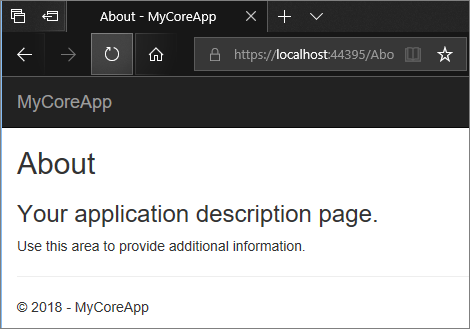 About - MyCoreApp
https://localhost:44395/Abo
MyCoreApp
About
Your application description page.
Use this area to provide additional information.
© 2018 - MyCoreApp